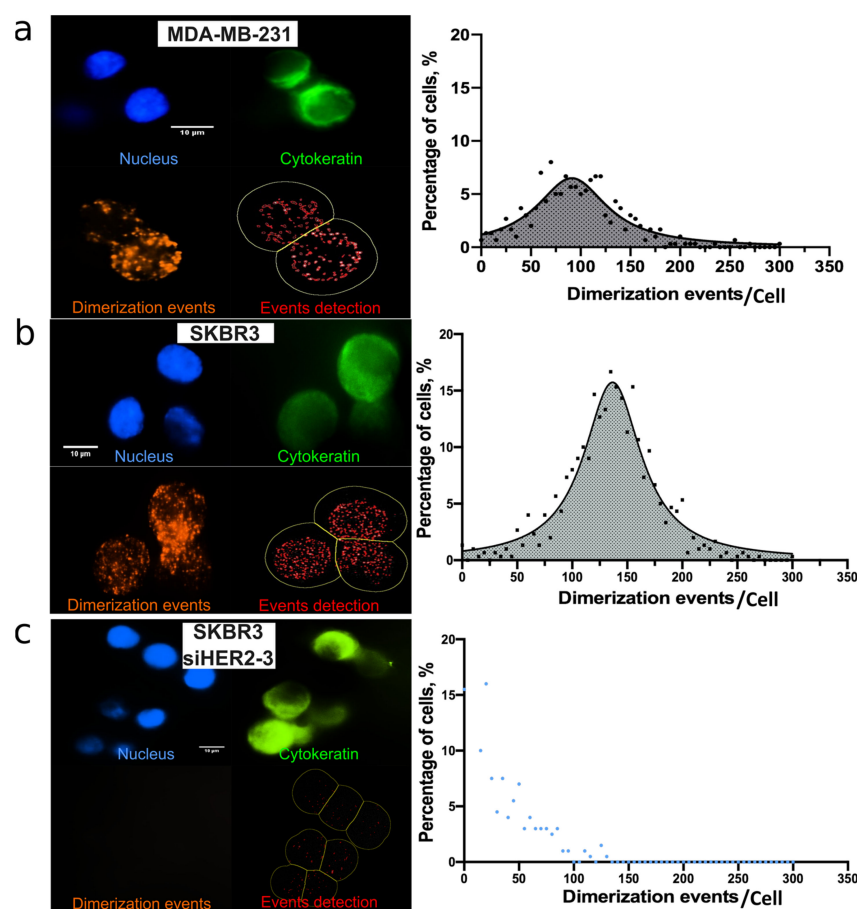 a
MDA-MB-231
10 µm
Nucleus
Cytokeratin
Dimerization events
Events detection
Percentage of cells, %
20
15
10
5
0
0 50 100 150 200 250 300 350
Dimerization events/Cell
b
SKBR3
10 µm
Nucleus
Cytokeratin
Dimerization events
Events detection
Percentage of cells, %
20
15
10
5
0
0 50 100 150 200 250 300 350
Dimerization events/Cell
c
SKBR3
siHER2-3
10 µm
Nucleus
Cytokeratin
Dimerization events
Events detection
Percentage of cells, %
20
15
10
5
0
0 50 100 150 200 250 300 350
Dimerization events/Cell